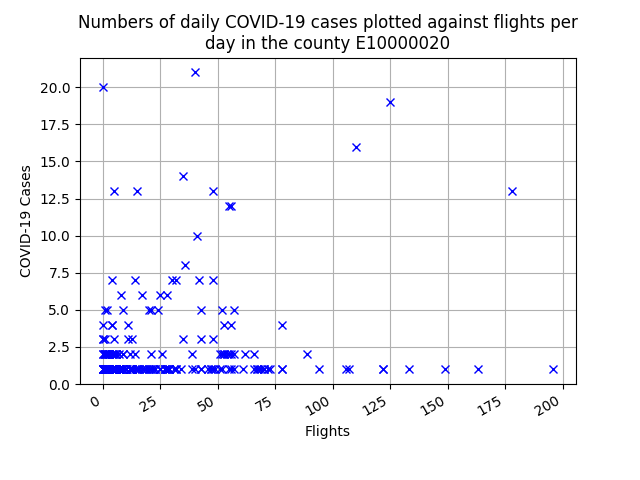 Numbers of daily COVID-19 cases plotted against flights per
day in the county E10000020
20.0
17.5
15.0
12.5
10.0
7.5
5.0
2.5
0.0
COVID-19 Cases
0 25 50 75 100 125 150 175 200
Flights